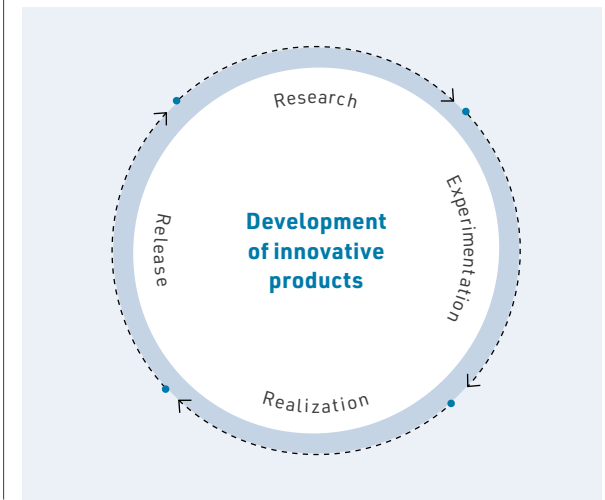 Research
Experimentation
Development
of innovative
products
Release
Realization